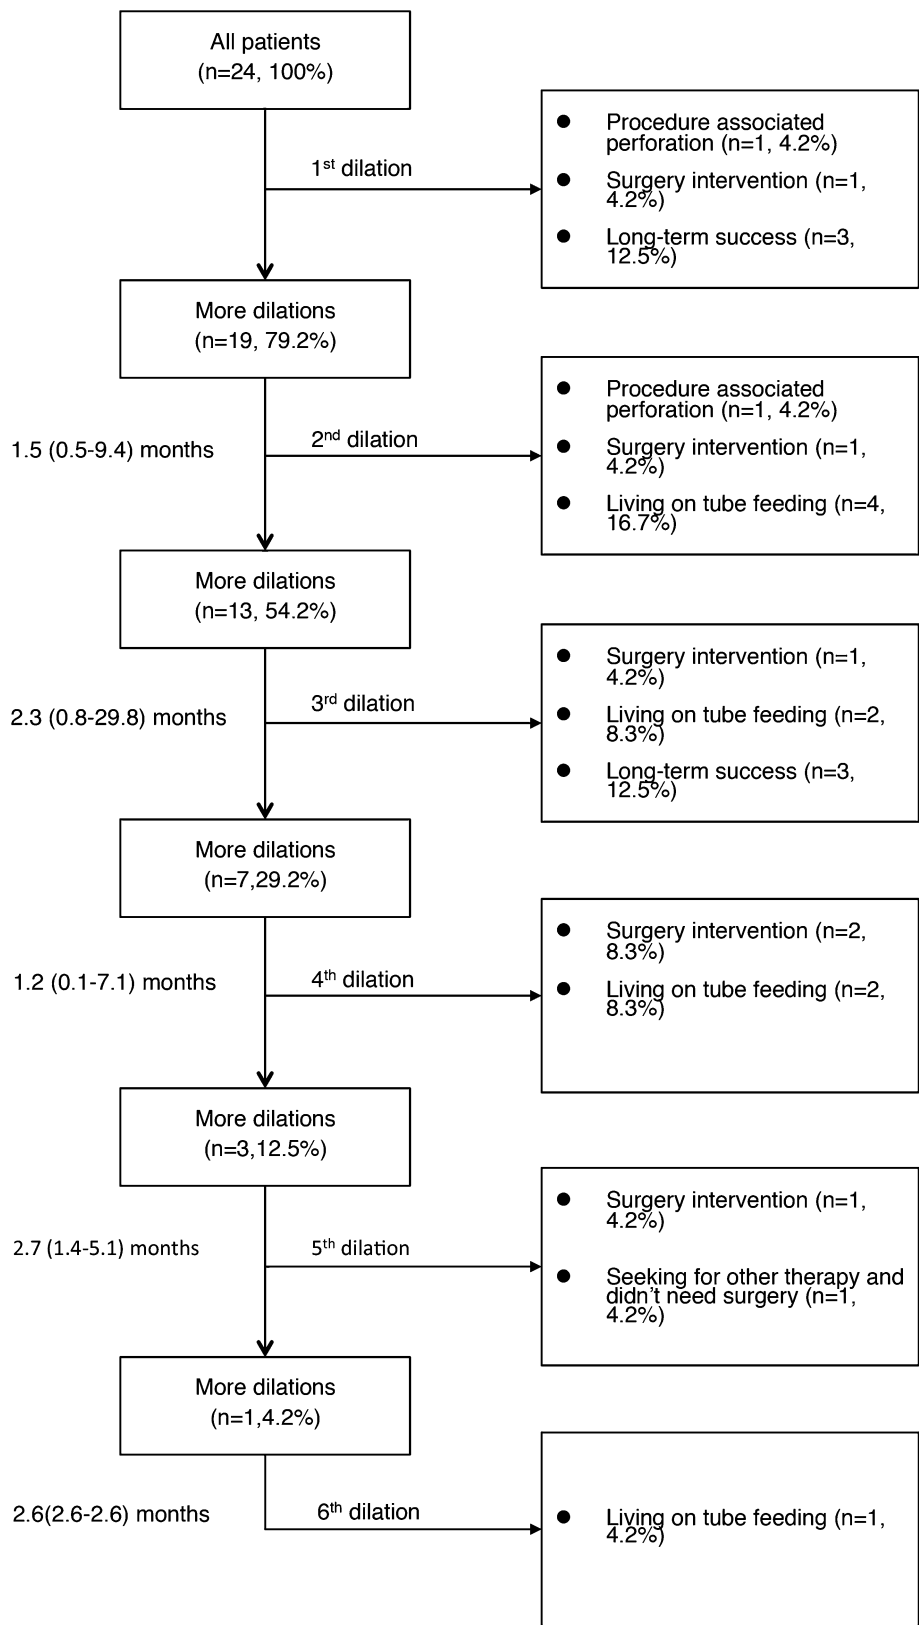 All patients
(n=24, 100%)
1st dilation
● Procedure associated
perforation (n=1, 4.2%)
● Surgery intervention (n=1,
4.2%)
● Long-term success (n=3,
12.5%)
More dilations
(n=19, 79.2%)
1.5 (0.5-9.4) months
2nd dilation
● Procedure associated
perforation (n=1, 4.2%)
● Surgery intervention (n=1,
4.2%)
● Living on tube feeding (n=4,
16.7%)
More dilations
(n=13, 54.2%)
2.3 (0.8-29.8) months
3rd dilation
● Surgery intervention (n=1,
4.2%)
● Living on tube feeding (n=2,
8.3%)
● Long-term success (n=3,
12.5%)
More dilations
(n=7,29.2%)
1.2 (0.1-7.1) months
4th dilation
● Surgery intervention (n=2,
8.3%)
● Living on tube feeding (n=2,
8.3%)
More dilations
(n=3,12.5%)
2.7 (1.4-5.1) months
5th dilation
● Surgery intervention (n=1,
4.2%)
● Seeking for other therapy and
didn't need surgery (n=1,
4.2%)
More dilations
(n=1,4.2%)
2.6(2.6-2.6) months
6th dilation
● Living on tube feeding (n=1,
4.2%)